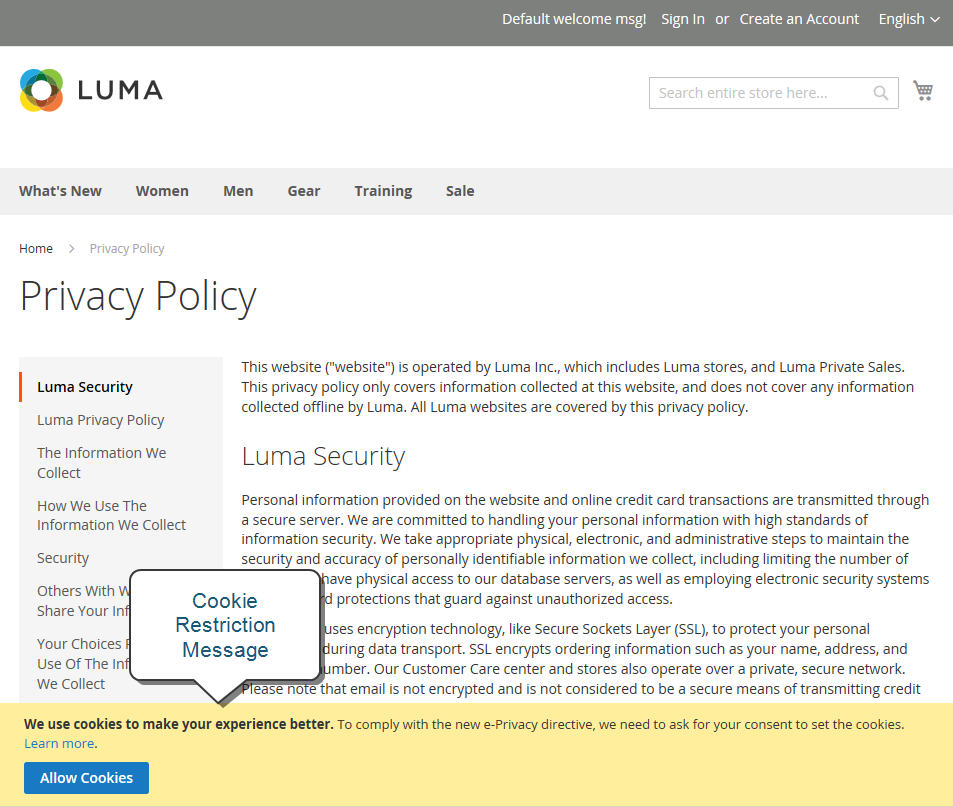 Default welcome msg! Sign In or Create an Account English
LUMA
Search entire store here...
What's New Women Men Gear Training Sale
Home Privacy Policy
Privacy Policy
Luma Security
Luma Privacy Policy
The Information We
Collect
How We Use The
Information We Collect
Security
Others With
Share Your
Your Choices
Use Of The
We Collect
This website ("website") is operated by Luma Inc., which includes Luma stores, and Luma Private Sales.
This privacy policy only covers information collected at this website, and does not cover any information
collected offline by Luma. All Luma websites are covered by this privacy policy.
Luma Security
Personal information provided on the website and online credit card transactions are transmitted through
a secure server. We are committed to handling your personal information with high standards of
information security. We take appropriate physical, electronic, and administrative steps to maintain the
security and accuracy of personally identifiable information we collect, including limiting the number of
have physical access to our database servers, as well as employing electronic security systems
protections that guard against unauthorized access.
uses encryption technology, like Secure Sockets Layer (SSL), to protect your personal
during data transport. SSL encrypts ordering information such as your name, address, and
number. Our Customer Care center and stores also operate over a private, secure network.
Please note that email is not encrypted and is not considered to be a secure means of transmitting credit
Cookie
Restriction
Message
We use cookies to make your experience better. To comply with the new e-Privacy directive, we need to ask for your consent to set the cookies.
Learn more.
Allow Cookies